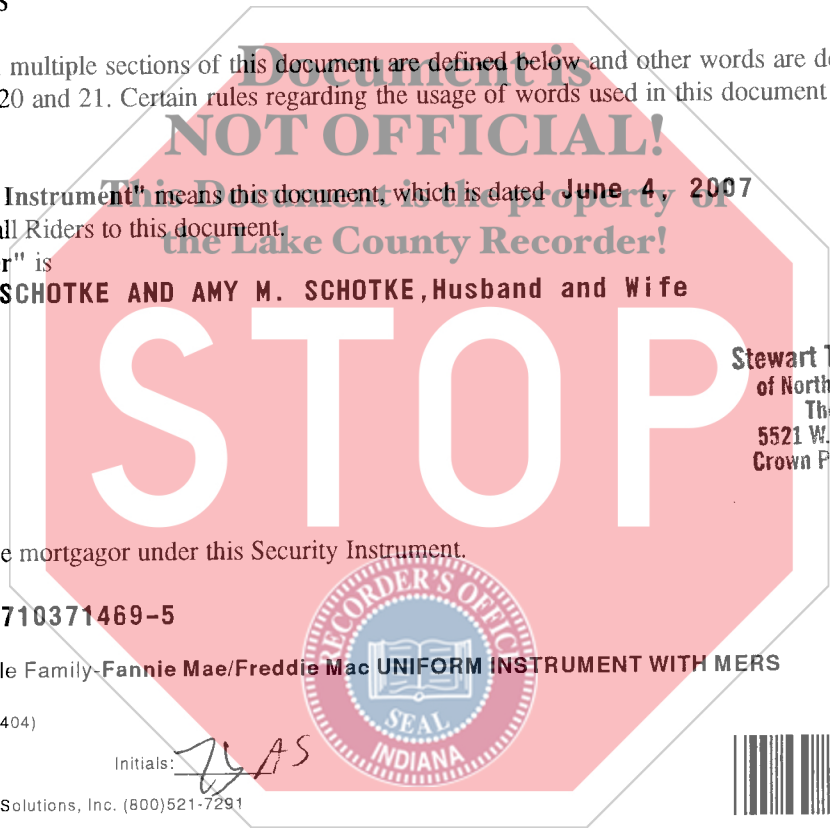 S
multiple sections of this document are defined below and other words are de
20 and 21. Certain rules regarding the usage of words used in this document
Document is
NOT OFFICIAL!
This Document is the property of
the Lake County Recorder!
Instrument" means this document, which is dated June 4, 2007
all Riders to this document.
r" is
SCHOTKE AND AMY M. SCHOTKE,Husband and Wife
STOP
Stewart T
of North
Th
5521 W.
Crown P
e mortgagor under this Security Instrument.
710371469-5
le Family-Fannie Mae/Freddie Mac UNIFORM INSTRUMENT WITH MERS
404)
RECORDER'S OFFICE
SEAL
INDIANA
Initials: AS
Solutions, Inc. (800)521-7291